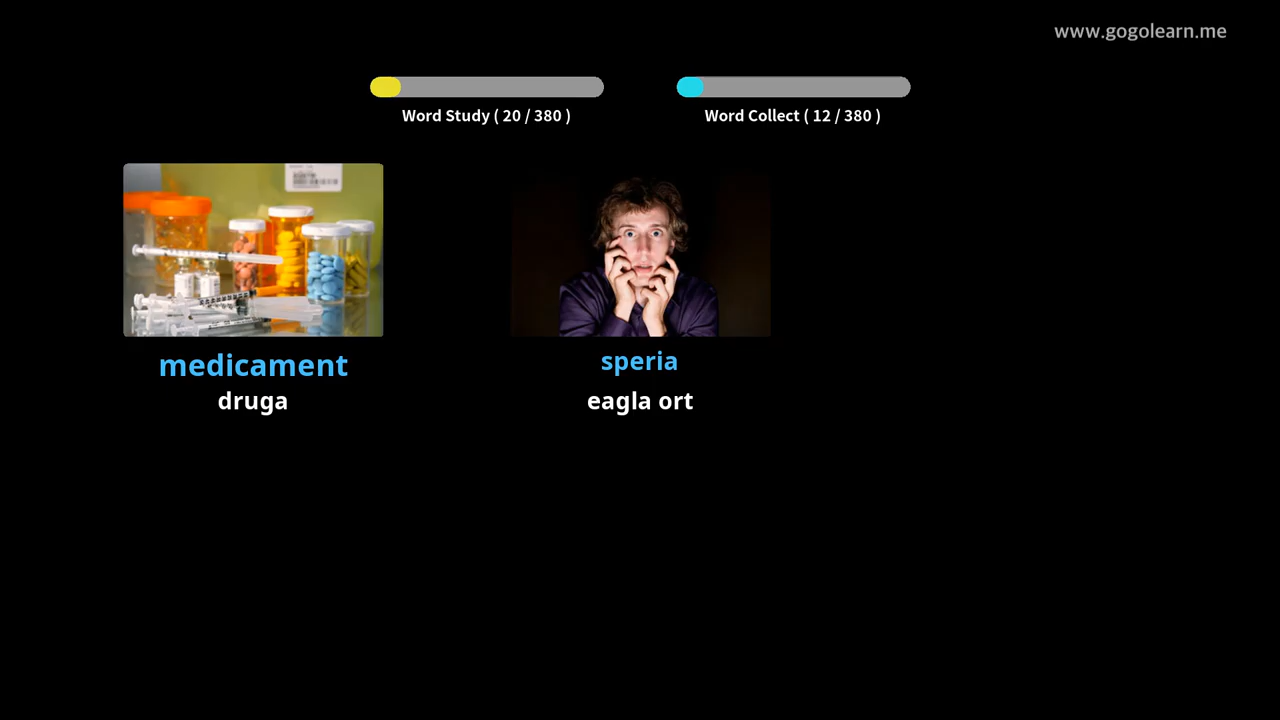 www.gogolearn.me
Word Study ( 20 / 380 )
Word Collect ( 12 / 380 )
medicament
druga
speria
eagla ort